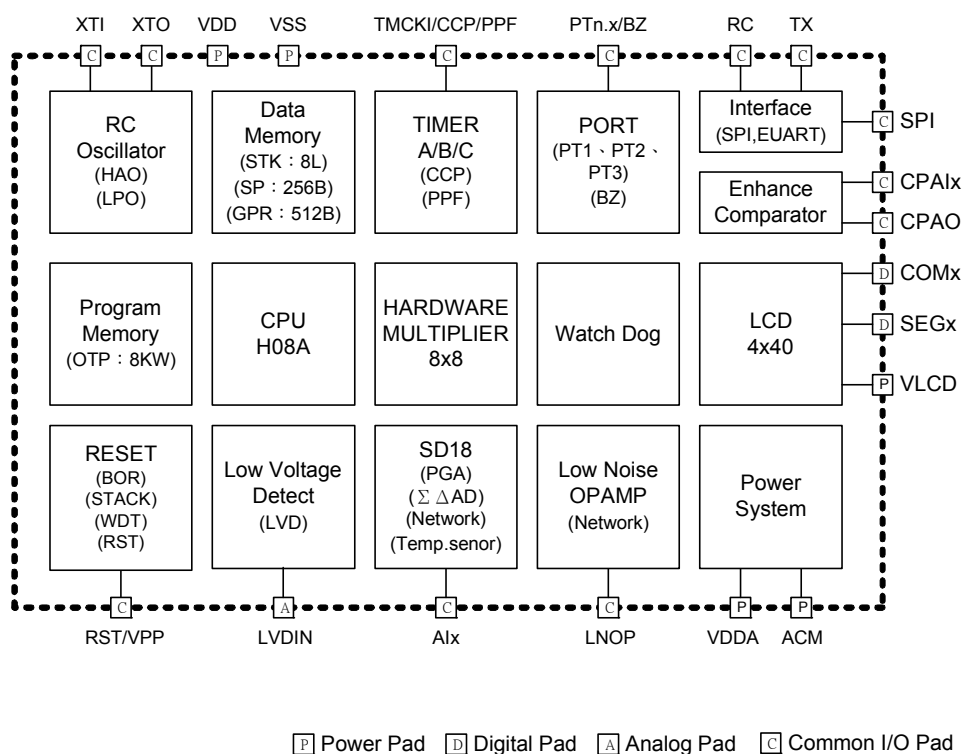 XTI XTO VDD VSS TMCKI/CCP/PPF PTn.x/BZ RC TX
C C P P C C C C
RC
Oscillator
(HAO)
(LPO)
Data
Memory
(STK：8L)
(SP：256B)
(GPR：512B)
TIMER
A/B/C
(CCP)
(PPF)
PORT
(PT1、PT2、
PT3)
(BZ)
Interface
(SPI,EUART)
C SPI
Enhance
Comparator
C CPAIx
C CPAO
Program
Memory
(OTP：8KW)
CPU
H08A
HARDWARE
MULTIPLIER
8x8
Watch Dog
LCD
4x40
D COMx
D SEGx
P VLCD
RESET
(BOR)
(STACK)
(WDT)
(RST)
Low Voltage
Detect
(LVD)
SD18
(PGA)
(Σ ΔAD)
(Network)
(Temp.senor)
Low Noise
OPAMP
(Network)
Power
System
C A C C P P
RST/VPP LVDIN AIx LNOP VDDA ACM
P Power Pad D Digital Pad A Analog Pad C Common I/O Pad